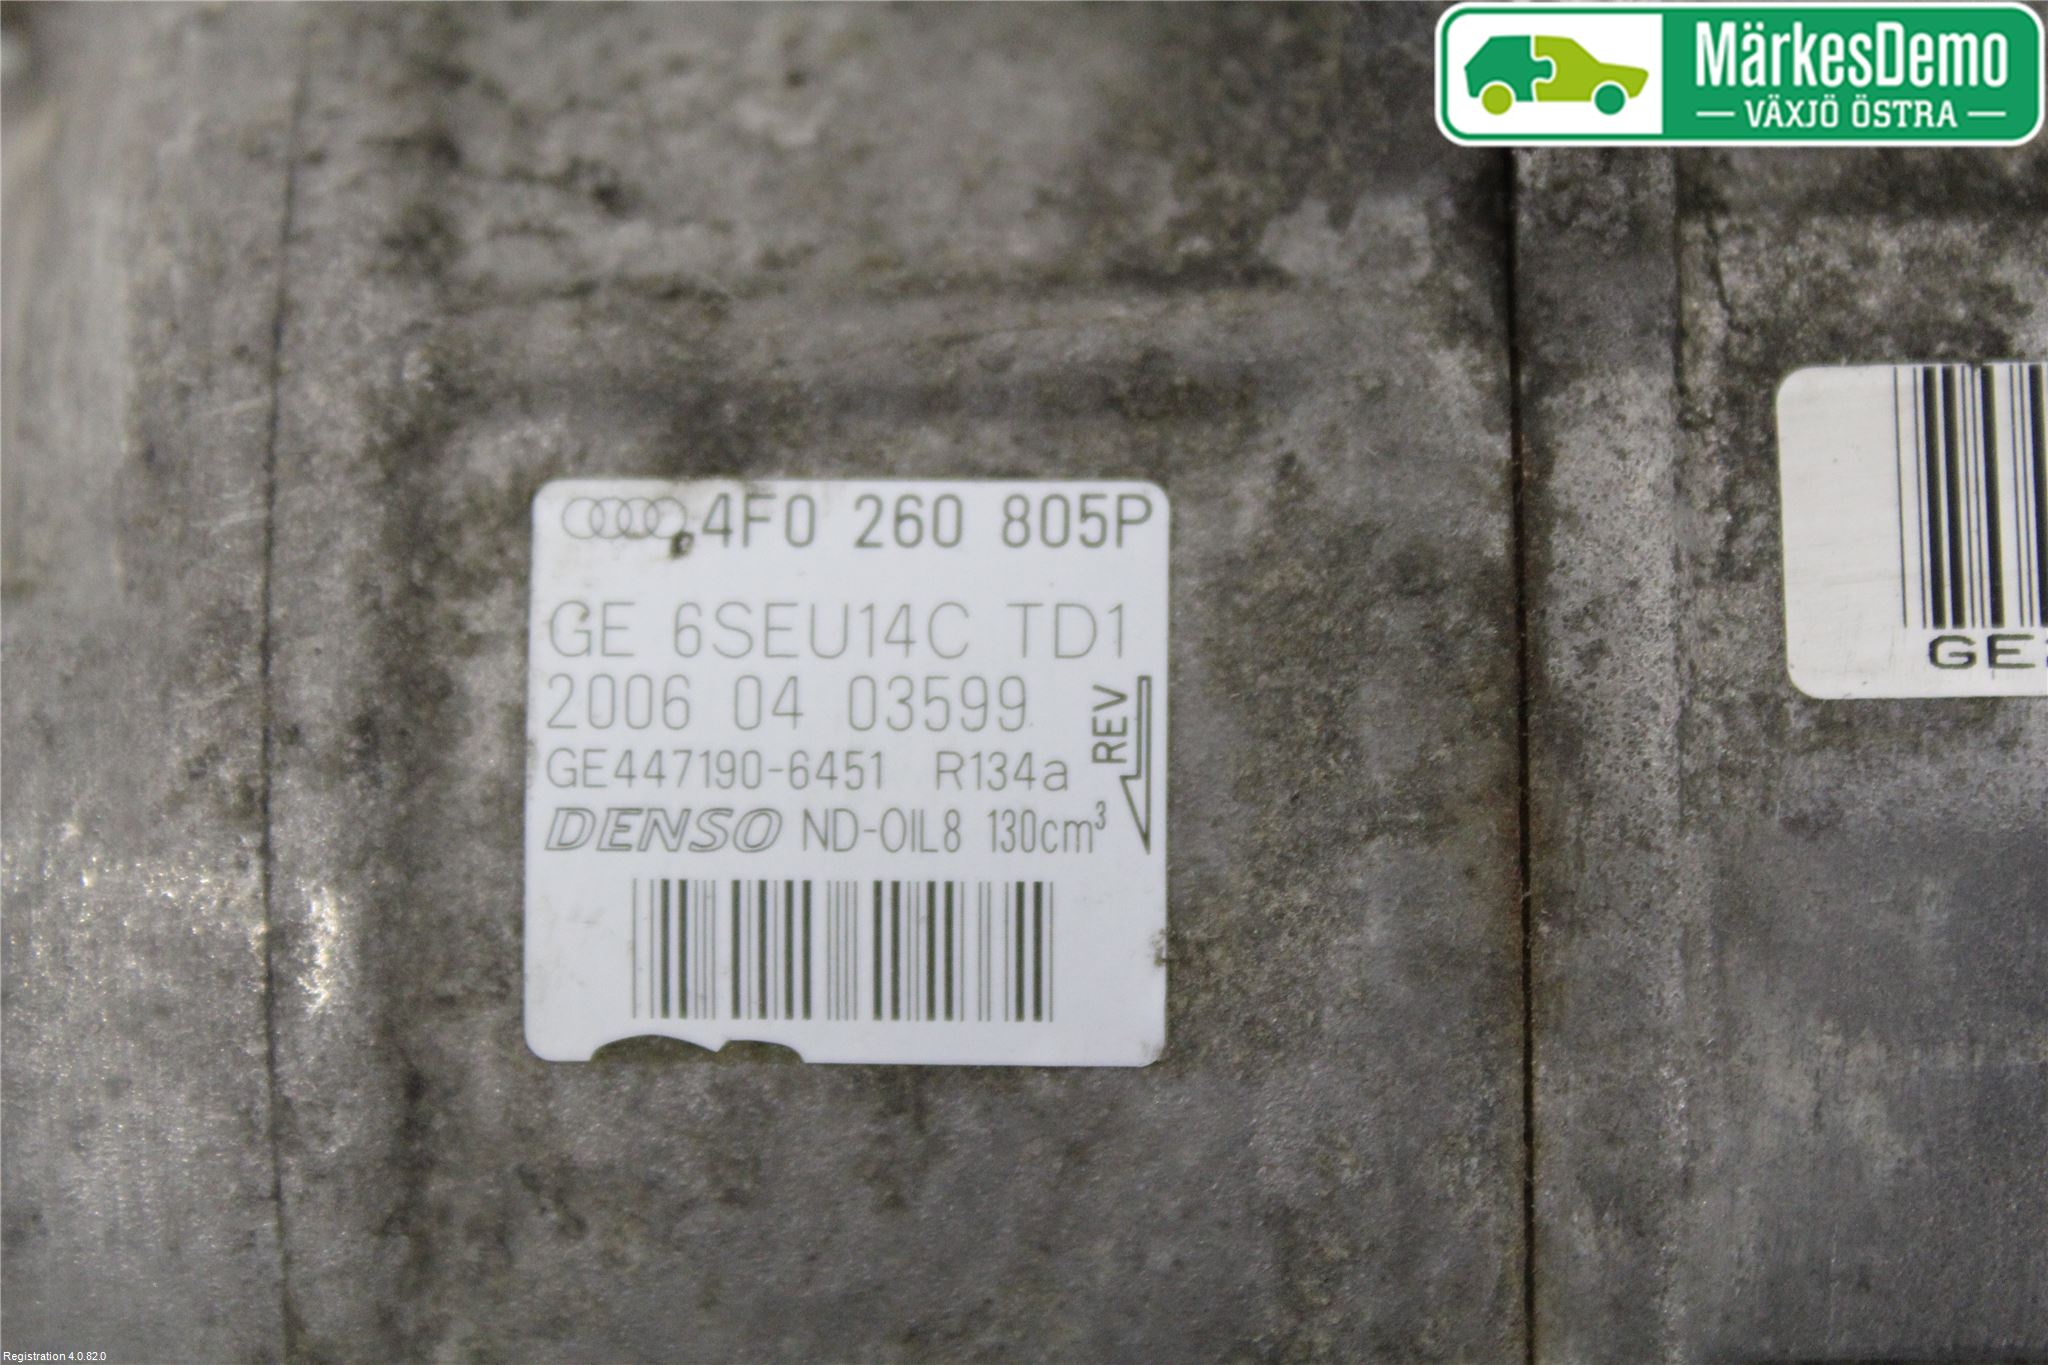 MärkesDemo
VÄXJÖ ÖSTRA
4F0 260 805P
GE 6SEU14C TD1
2006 04 03599
GE447190-6451 R134a
REV
DENSO ND-OIL8 130cm³
GE
Registration 4.0.82.0